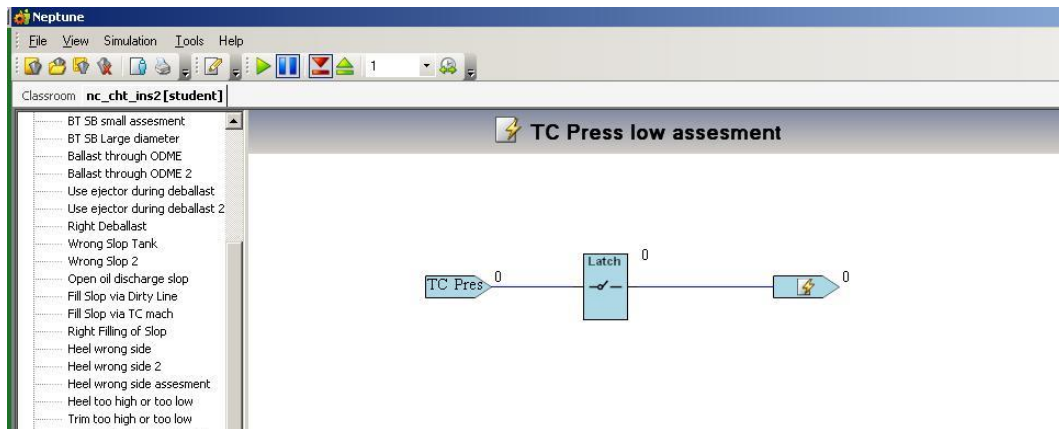 Neptune
File View Simulation Tools Help
1
Classroom nc_cht_ins2[student]
BT SB small assesment
BT SB Large diameter
Ballast through ODME
Ballast through ODME 2
Use ejector during deballast
Use ejector during deballast 2
Right Deballast
Wrong Slop Tank
Wrong Slop 2
Open oil discharge slop
Fill Slop via Dirty Line
Fill Slop via TC mach
Right Filling of Slop
Heel wrong side
Heel wrong side 2
Heel wrong side assesment
Heel too high or too low
Trim too high or too low
TC Press low assesment
TC Pres 0
Latch 0
0